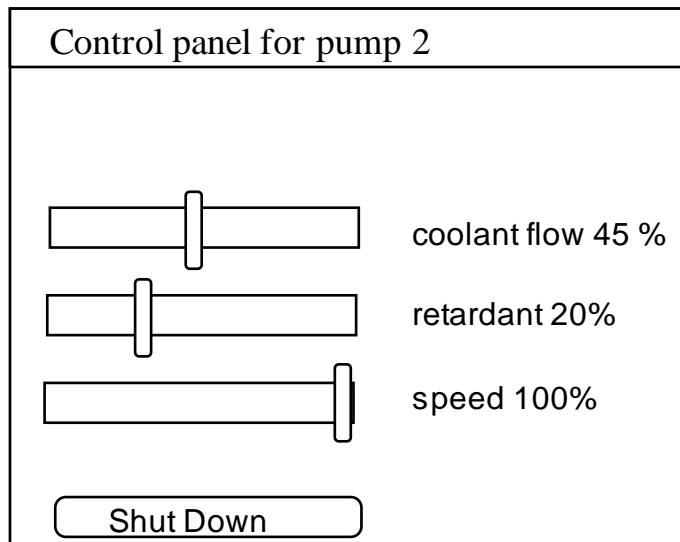 Control panel for pump 2
coolant flow 45 %
retardant 20%
speed 100%
Shut Down